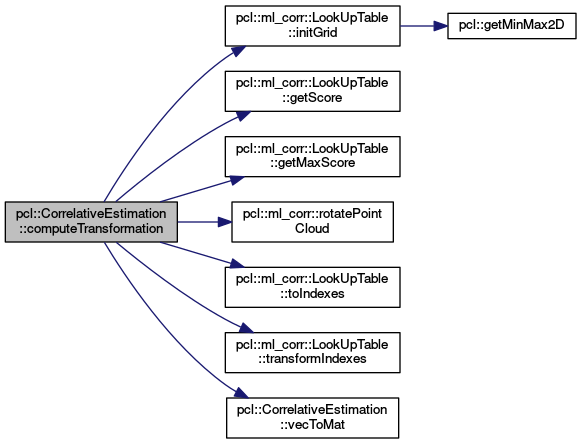 pcl::ml_corr::LookUpTable
::initGrid
pcl::getMinMax2D
pcl::ml_corr::LookUpTable
::getScore
pcl::ml_corr::LookUpTable
::getMaxScore
pcl::CorrelativeEstimation
::computeTransformation
pcl::ml_corr::rotatePoint
Cloud
pcl::ml_corr::LookUpTable
::toIndexes
pcl::ml_corr::LookUpTable
::transformIndexes
pcl::CorrelativeEstimation
::vecToMat